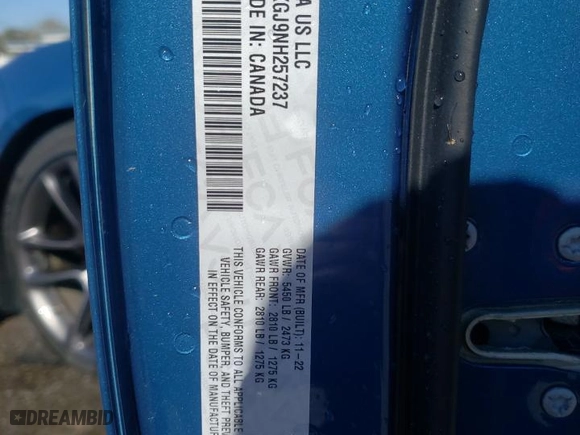 A US LLC
GJ9NH257237
DE IN: CANADA
DATE OF MFR (BUILT): 11-22
GVWR: 5450 LB / 2473 KG
GAWR FRONT: 2810 LB / 1275 KG
GAWR REAR: 2810 LB / 1275 KG
THIS VEHICLE CONFORMS TO ALL APPLICABLE
VEHICLE SAFETY, BUMPER, AND THEFT PREV
IN EFFECT ON THE DATE OF MANUFACTUR
DREAMBID